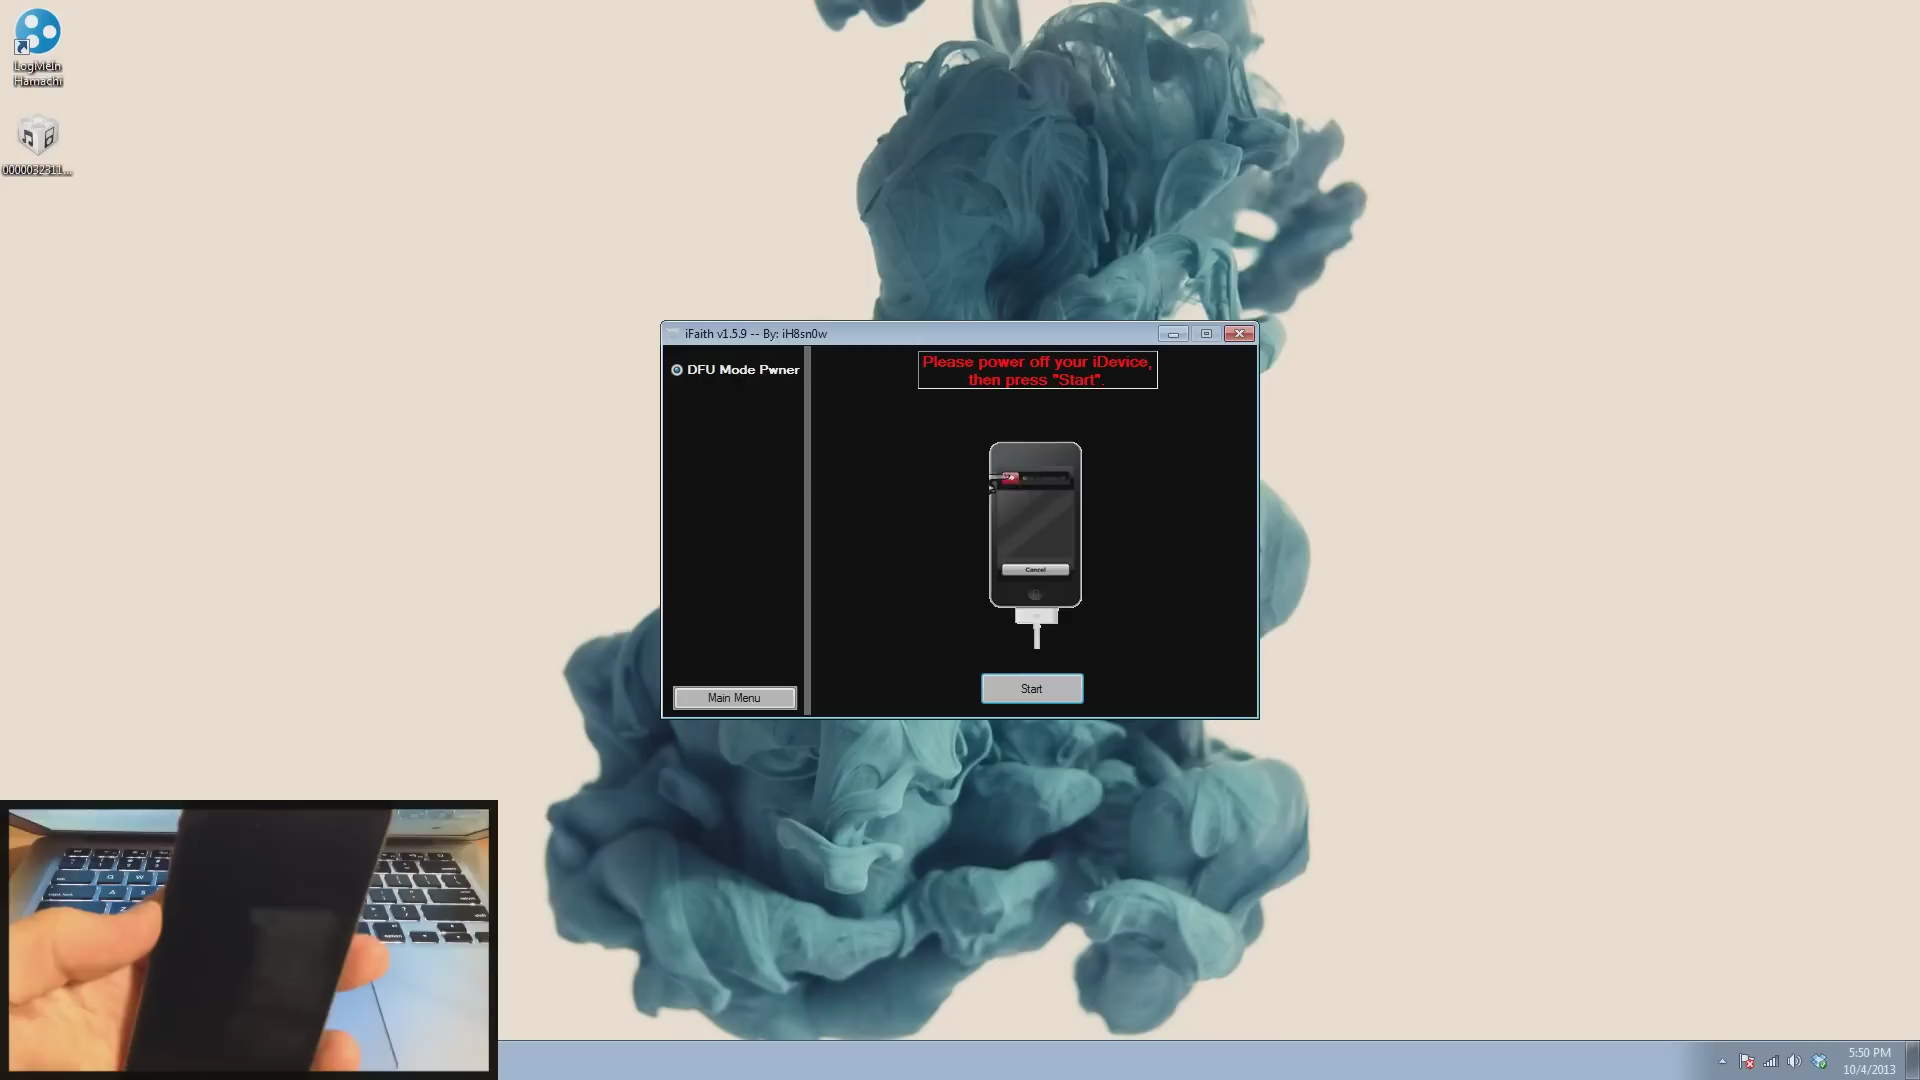 LogMeIn
Hamachi
0000032311...
iFaith v1.5.9 -- By: iH8sn0w
DFU Mode Pwner
Please power off your iDevice,
then press "Start".
Cancel
Start
Main Menu
5:50 PM
10/4/2013